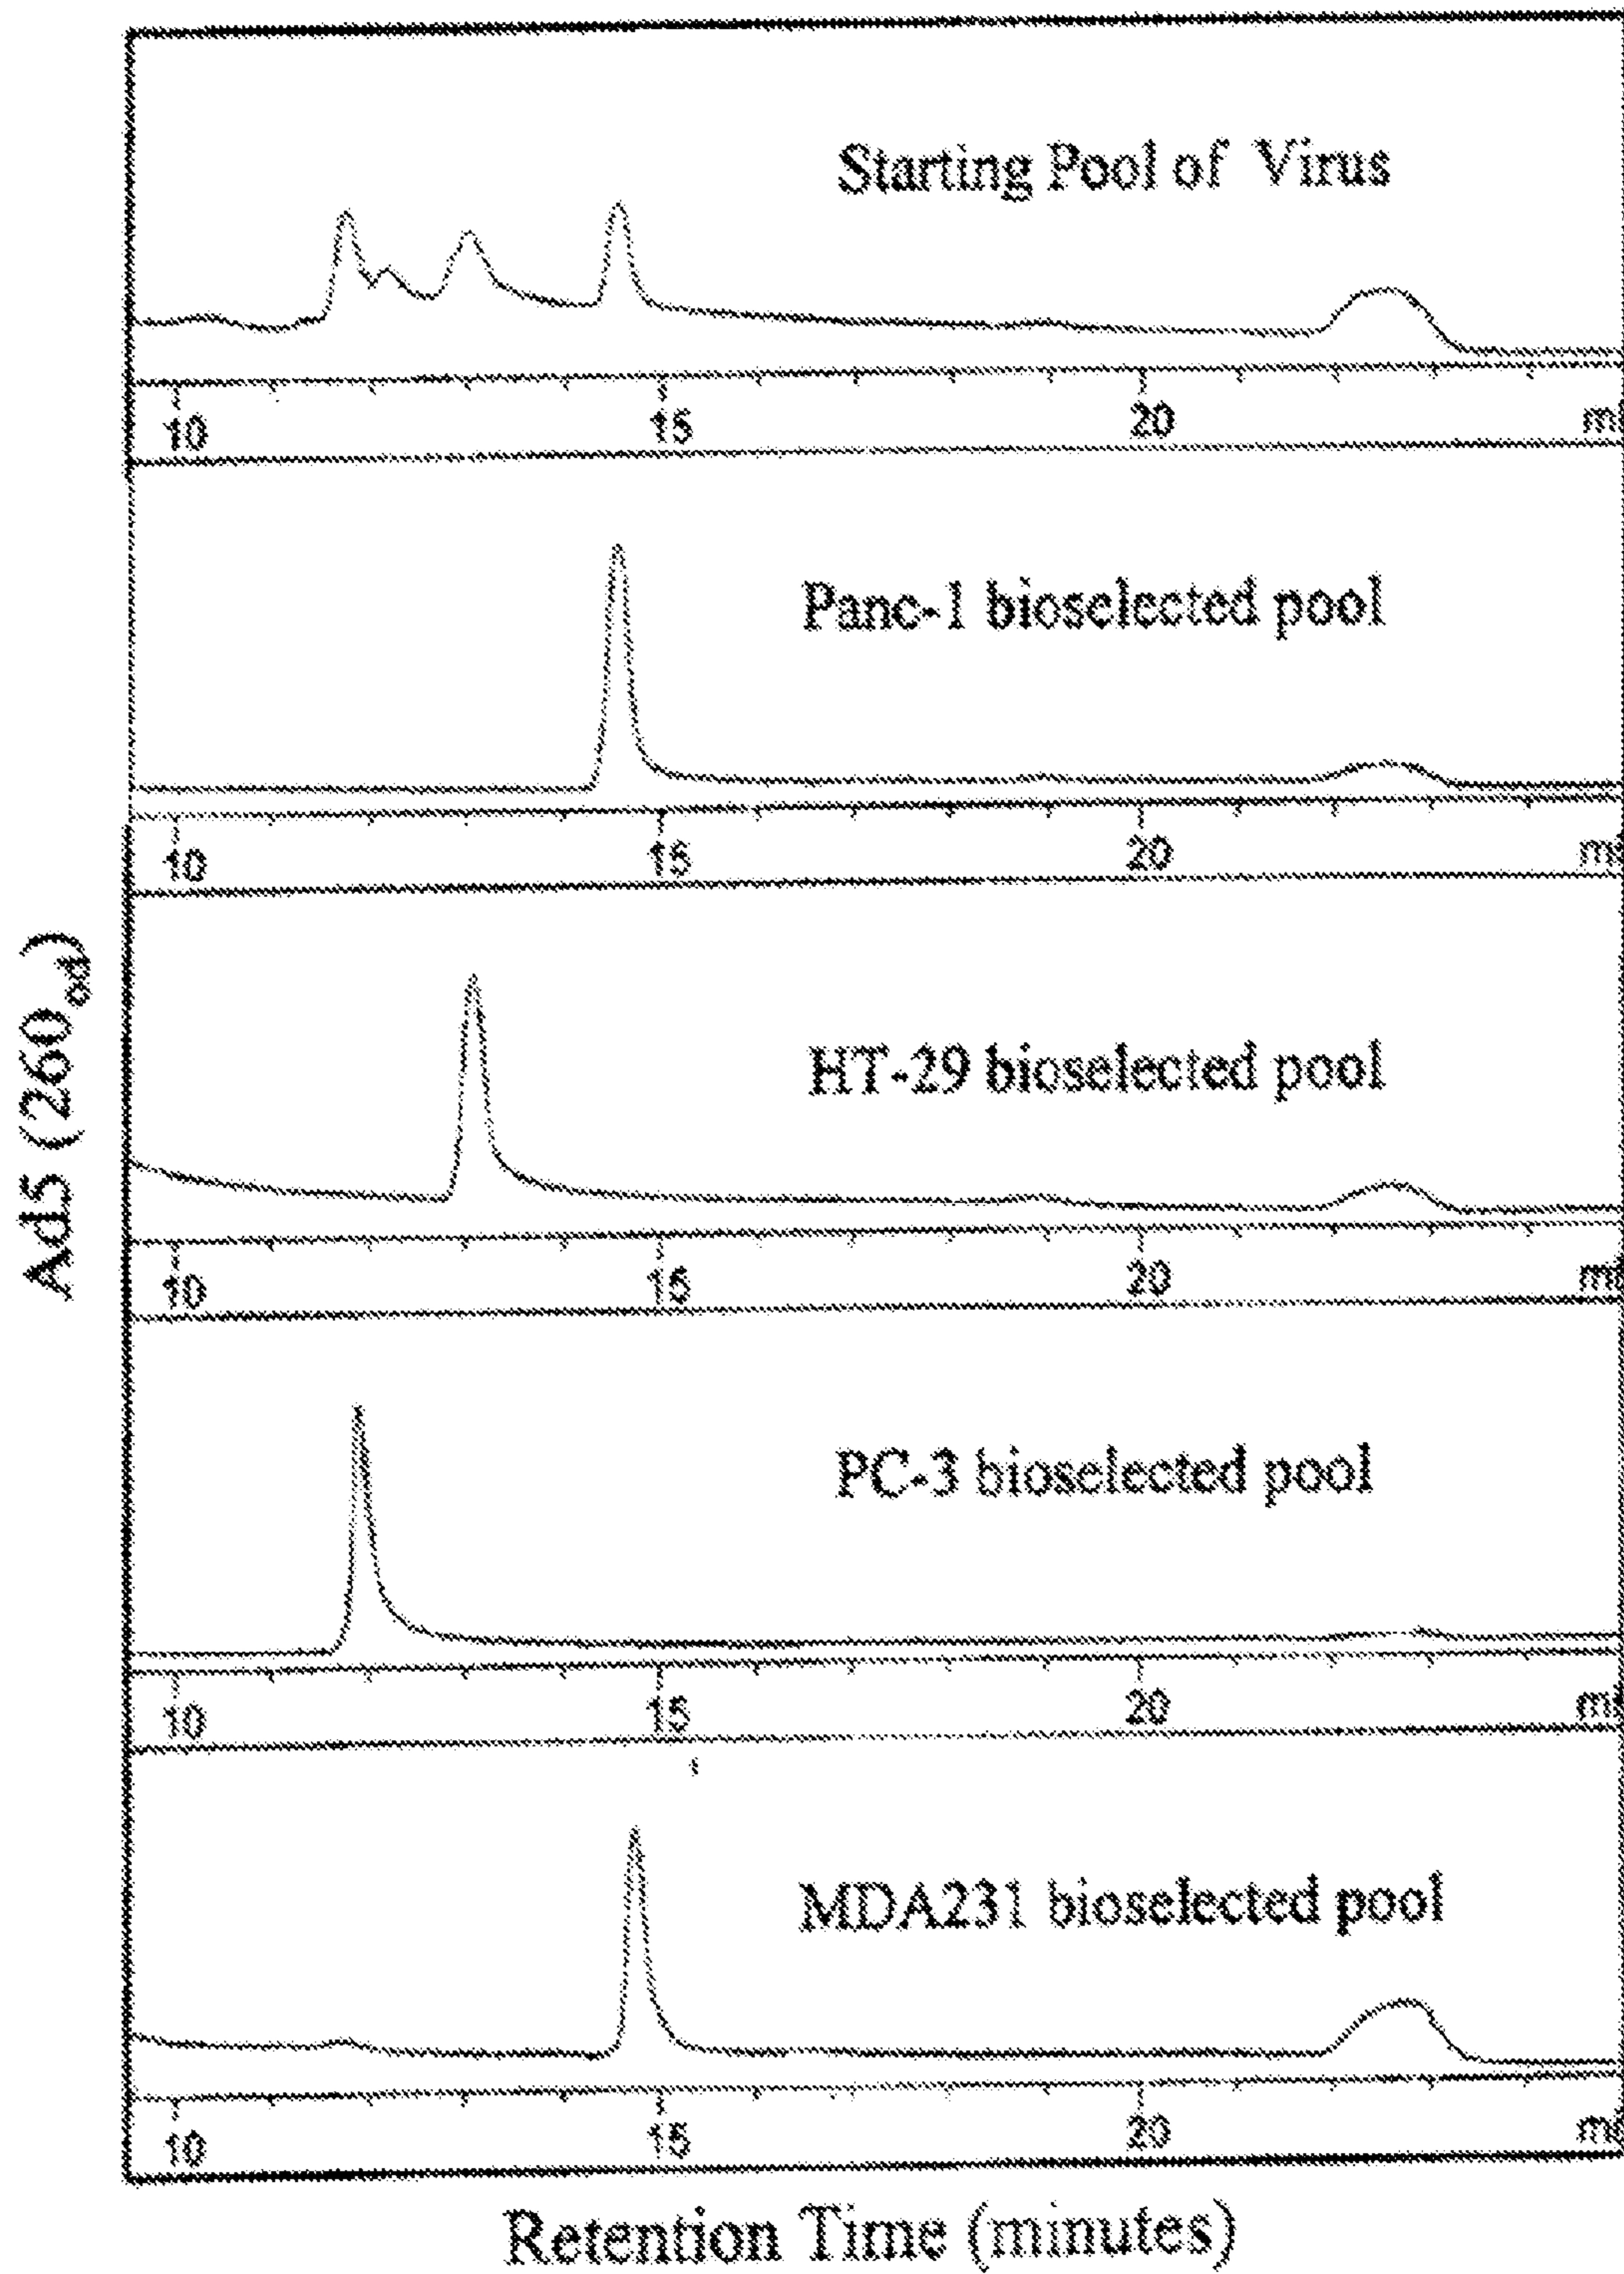 Starting Pool of Virus
10 15 20
Panc-1 bioselected pool
10 15 20
HT-29 bioselected pool
10 15 20
PC-3 bioselected pool
10 15 20
MDA231 bioselected pool
10 15 20
Ad5 (260od)
Retention Time (minutes)